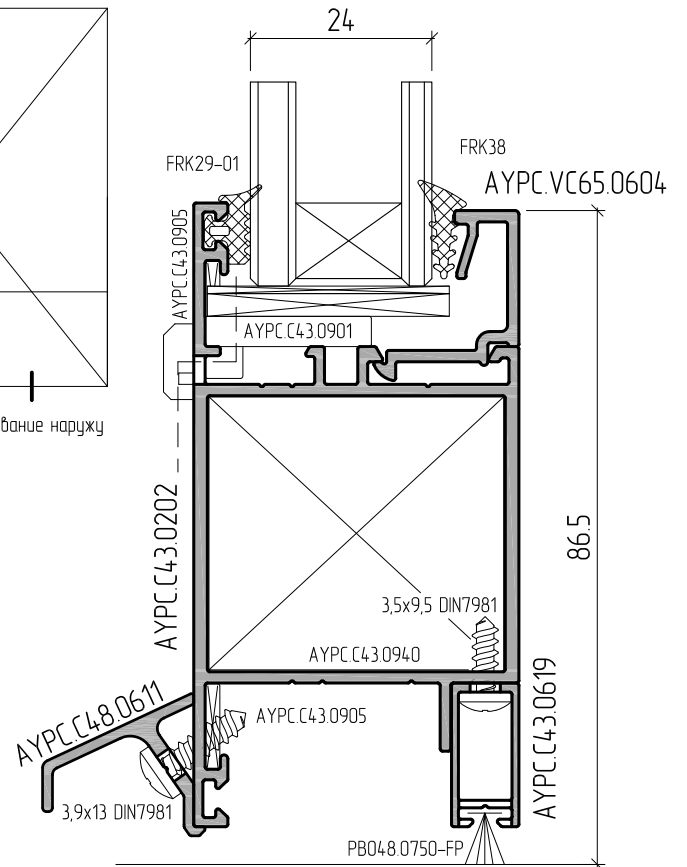 24
FRK29-01
FRK38
AYPC.VC65.0604
AYPC.C43.0905
AYPC.C43.0901
вание наружу
AYPC.C43.0202
86.5
3,5x9,5 DIN7981
AYPC.C43.0940
AYPC.C43.0619
AYPC.C48.0611
AYPC.C43.0905
3,9x13 DIN7981
PBO48.0750-FP